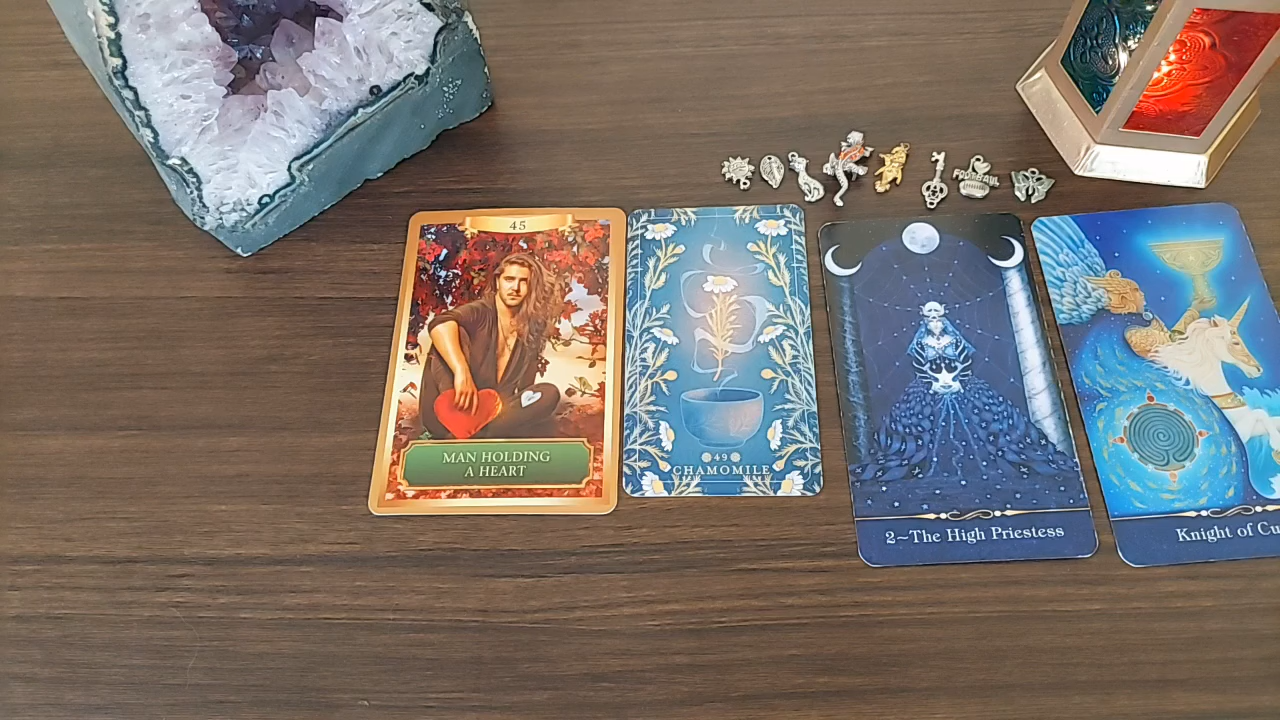 45
MAN HOLDING
A HEART
49
CHAMOMILE
2~The High Priestess
Knight of Cu
FOOTBALL